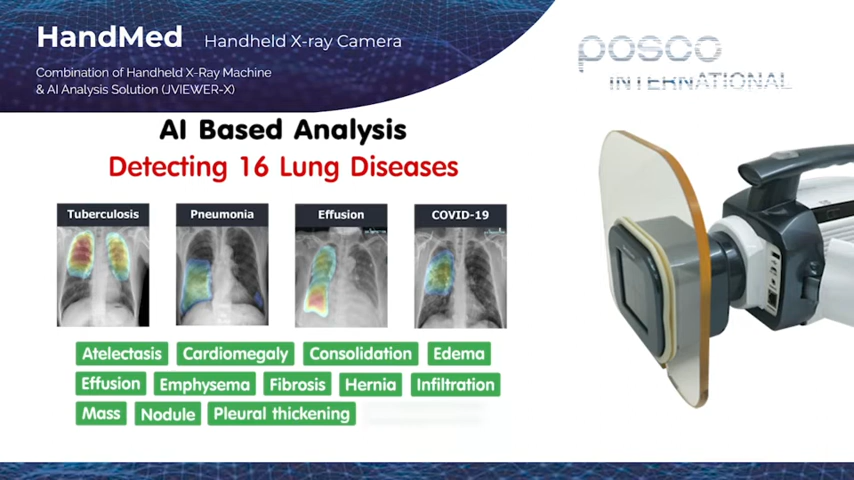 HandMed Handheld X-ray Camera
Combination of Handheld X-Ray Machine
& AI Analysis Solution (JVIEWER-X)
posco
INTERNATIONAL
AI Based Analysis
Detecting 16 Lung Diseases
Tuberculosis Pneumonia Effusion COVID-19
Atelectasis Cardiomegaly Consolidation Edema
Effusion Emphysema Fibrosis Hernia Infiltration
Mass Nodule Pleural thickening